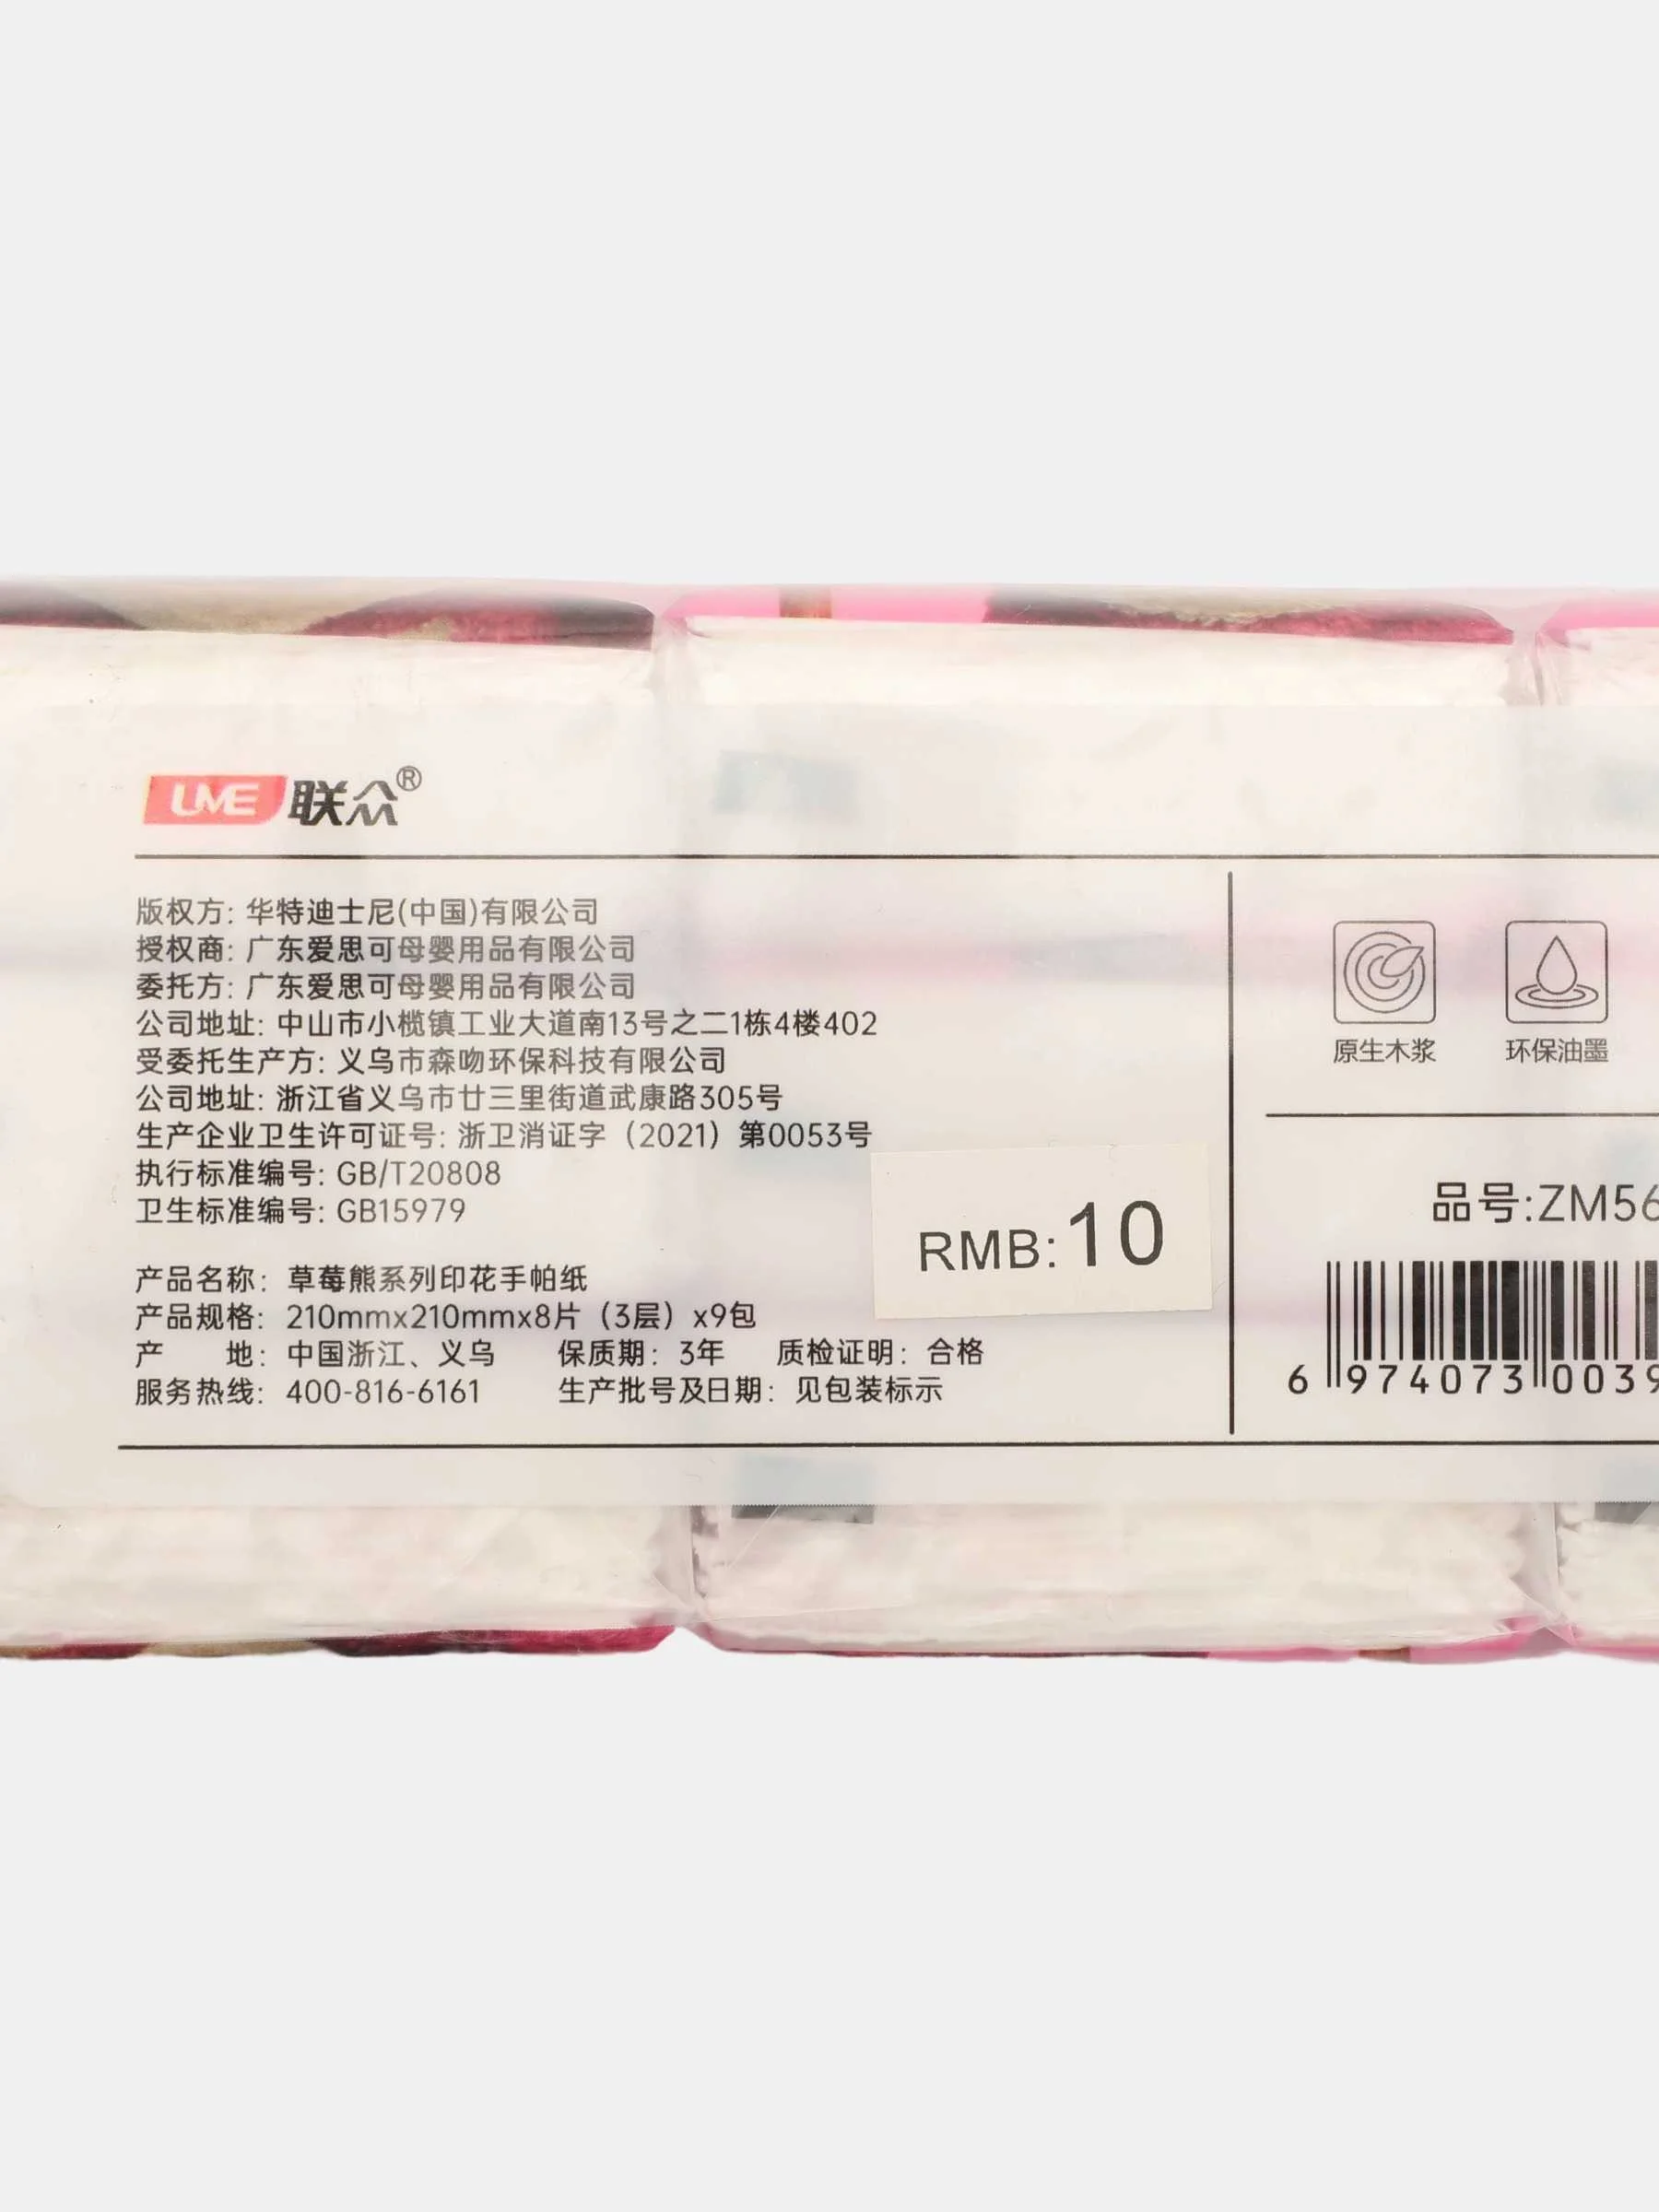 UME 联众®
版权方: 华特迪士尼(中国)有限公司
授权商: 广东爱思可母婴用品有限公司
委托方: 广东爱思可母婴用品有限公司
公司地址: 中山市小榄镇工业大道南13号之二1栋4楼402
受委托生产方: 义乌市森吻环保科技有限公司
公司地址: 浙江省义乌市廿三里街道武康路305号
生产企业卫生许可证号: 浙卫消证字（2021）第0053号
执行标准编号: GB/T20808
卫生标准编号: GB15979
产品名称: 草莓熊系列印花手帕纸
产品规格: 210mmx210mmx8片（3层）x9包
产 地: 中国浙江、义乌 保质期: 3年 质检证明: 合格
服务热线: 400-816-6161 生产批号及日期: 见包装标示
RMB:10
原生木浆 环保油墨
品号:ZM56
6 974073 0039